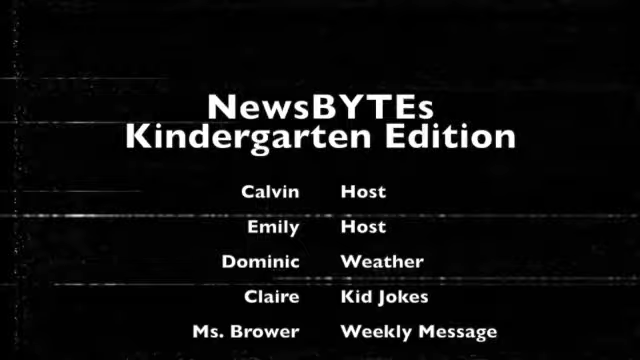 NewsBYTEs
Kindergarten Edition
Calvin Host
Emily Host
Dominic Weather
Claire Kid Jokes
Ms. Brower Weekly Message